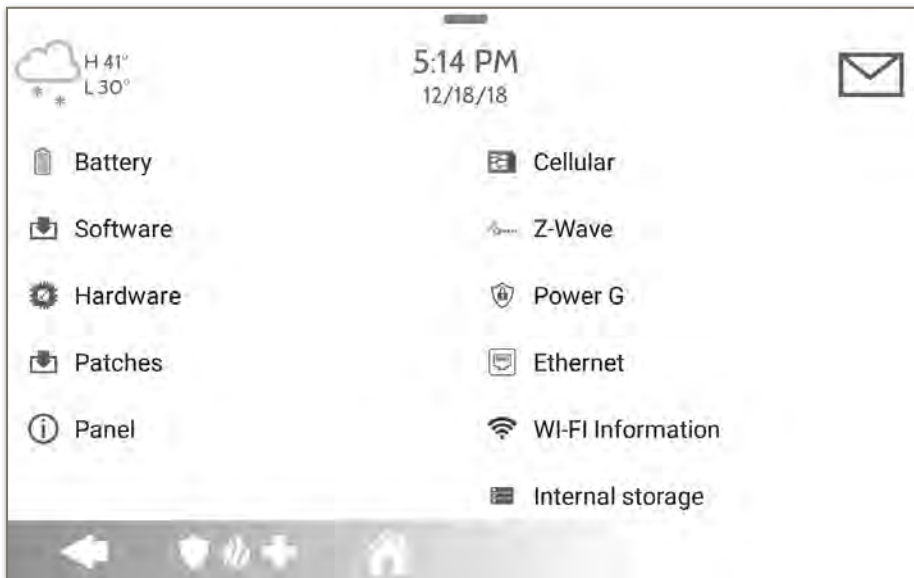 H 41°
L 30°
5:14 PM
12/18/18
Battery
Software
Hardware
Patches
Panel
Cellular
Z-Wave
Power G
Ethernet
WI-FI Information
Internal storage